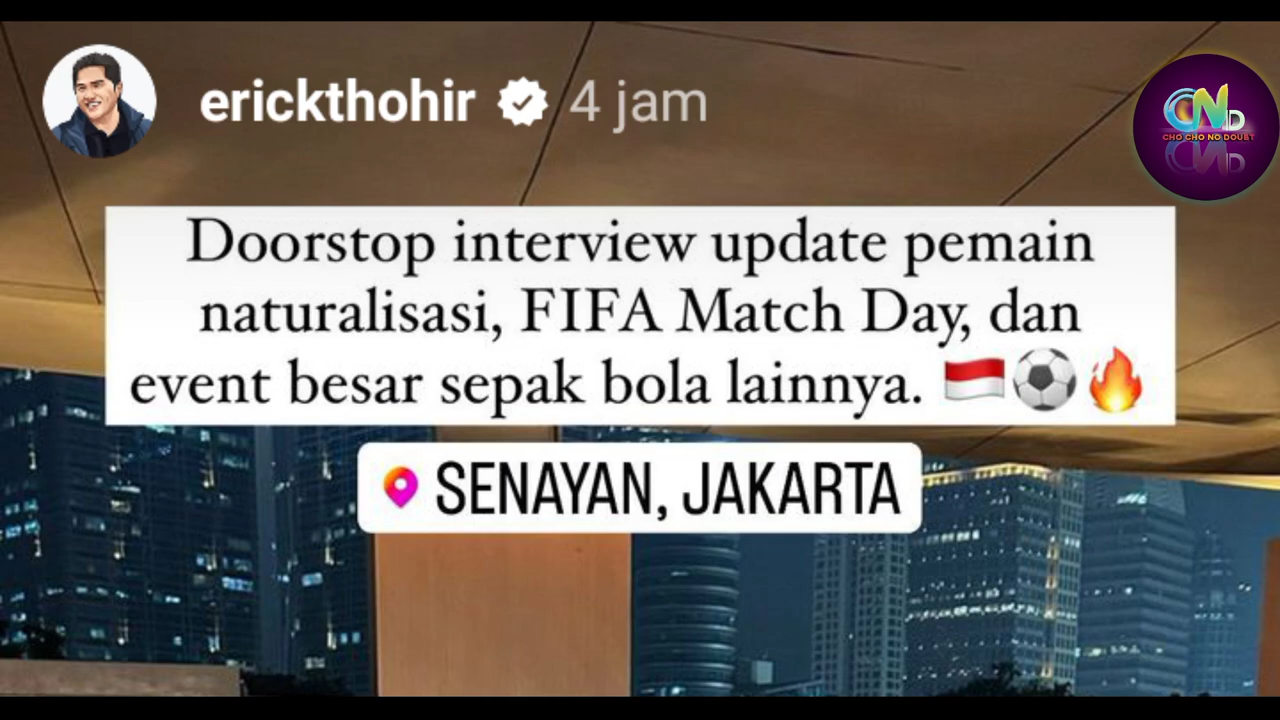 erickthohir 4 jam
CND
CHO CHO NO DOUBT
Doorstop interview update pemain
naturalisasi, FIFA Match Day, dan
event besar sepak bola lainnya. 🇮🇩⚽🔥
SENAYAN, JAKARTA